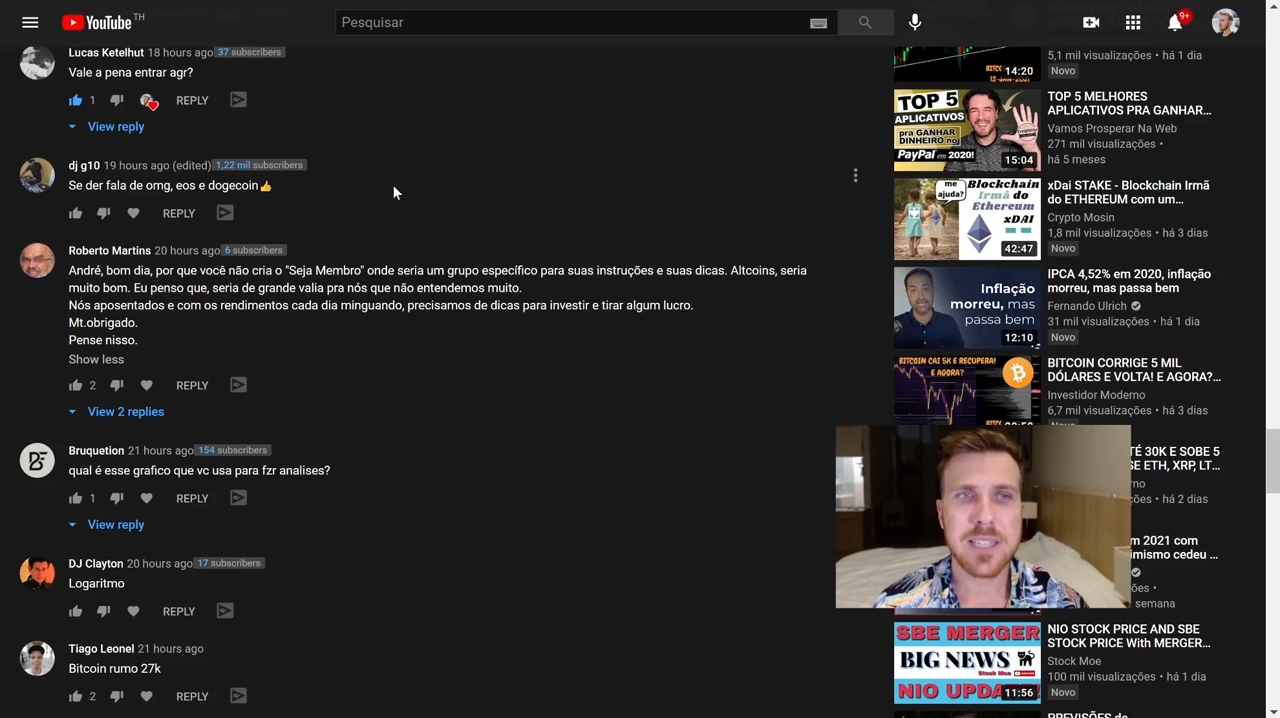 YouTube TH
Pesquisar
9+
Lucas Ketelhut 18 hours ago 37 subscribers
Vale a pena entrar agr?
1 REPLY
View reply
dj g10 19 hours ago (edited) 1,22 mil subscribers
Se der fala de omg, eos e dogecoin👍
REPLY
Roberto Martins 20 hours ago 6 subscribers
André, bom dia, por que você não cria o "Seja Membro" onde seria um grupo específico para suas instruções e suas dicas. Altcoins, seria
muito bom. Eu penso que, seria de grande valia pra nós que não entendemos muito.
Nós aposentados e com os rendimentos cada dia minguando, precisamos de dicas para investir e tirar algum lucro.
Mt.obrigado.
Pense nisso.
Show less
2 REPLY
View 2 replies
Bruquetion 21 hours ago 154 subscribers
qual é esse grafico que vc usa para fzr analises?
1 REPLY
View reply
DJ Clayton 20 hours ago 17 subscribers
Logaritmo
REPLY
Tiago Leonel 21 hours ago
Bitcoin rumo 27k
2 REPLY
14:20
5,1 mil visualizações • há 1 dia
Novo
TOP 5
APLICATIVOS
pra GANHAR
DINHEIRO no
PayPal em 2020!
15:04
TOP 5 MELHORES
APLICATIVOS PRA GANHAR...
Vamos Prosperar Na Web
271 mil visualizações •
há 5 meses
me
ajuda?
Blockchain
Irmã do
Ethereum
xDAI
42:47
xDai STAKE - Blockchain Irmã
do ETHEREUM com um...
Crypto Mosin
1,8 mil visualizações • há 3 dias
Novo
Inflação
morreu, mas
passa bem
12:10
IPCA 4,52% em 2020, inflação
morreu, mas passa bem
Fernando Ulrich
31 mil visualizações • há 1 dia
Novo
BITCOIN CAI 5K E RECUPERA!
E AGORA?
BITCOIN CORRIGE 5 MIL
DÓLARES E VOLTA! E AGORA?...
Investidor Moderno
6,7 mil visualizações • há 3 dias
TÉ 30K E SOBE 5
SE ETH, XRP, LT...
rno
ções • há 2 dias
m 2021 com
imismo cedeu ...
ões •
semana
SBE MERGER
BIG NEWS
Stock Moe
NIO UPDATE
11:56
NIO STOCK PRICE AND SBE
STOCK PRICE With MERGER...
Stock Moe
100 mil visualizações • há 1 dia
Novo
PREVISÕES do